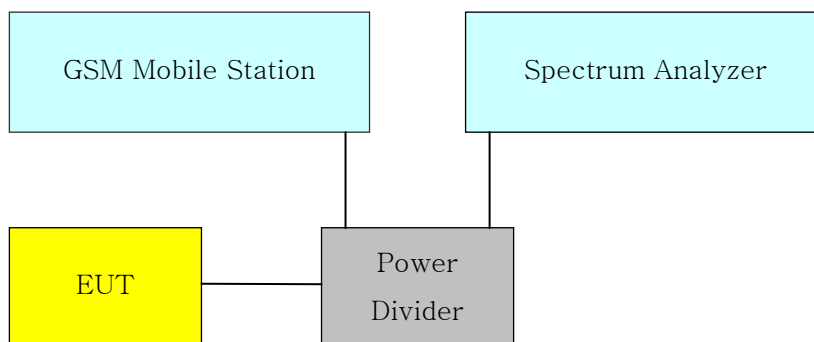 GSM Mobile Station
Spectrum Analyzer
EUT
Power
Divider